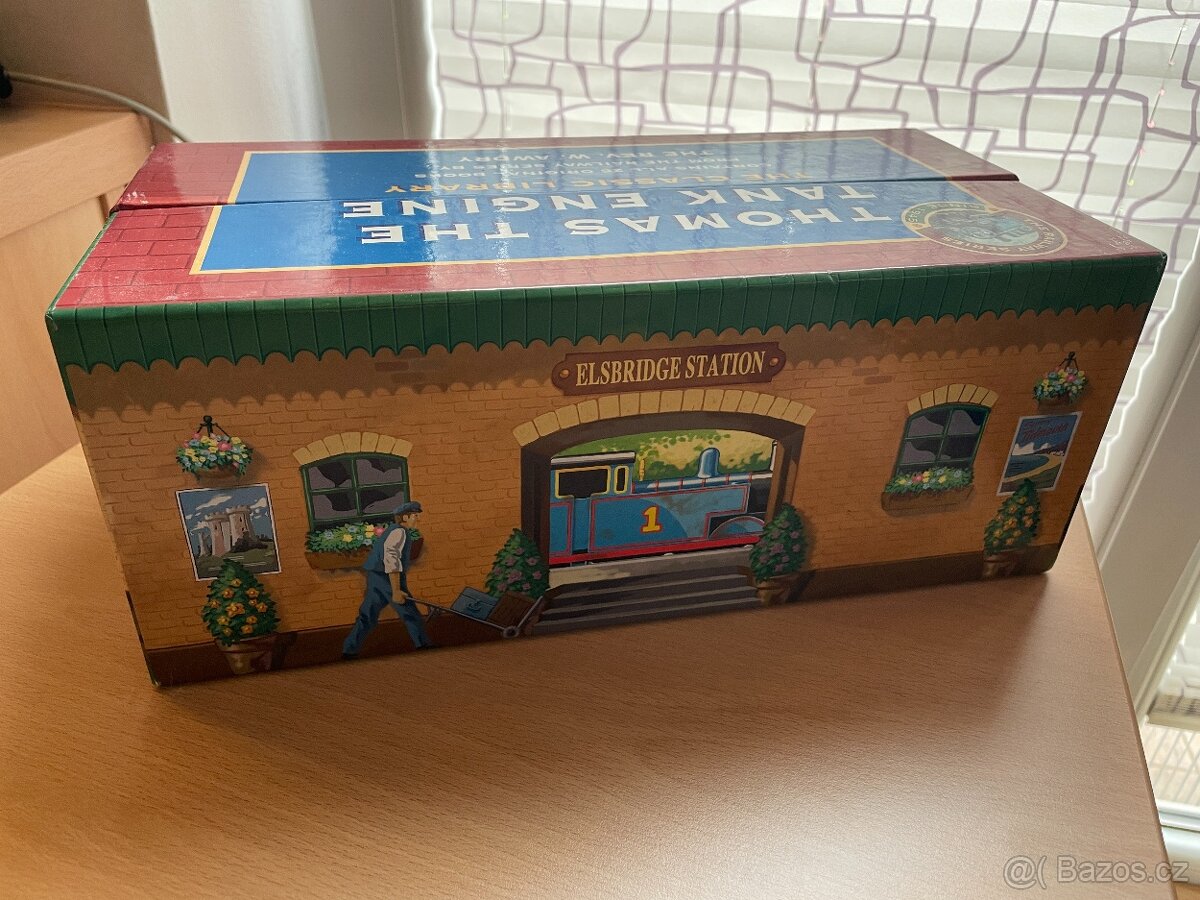 THOMAS THE
TANK ENGINE
THE CLASSIC LIBRARY
THE REV. W. AWDRY
ELSBRIDGE STATION
1
@( Bazos.cz